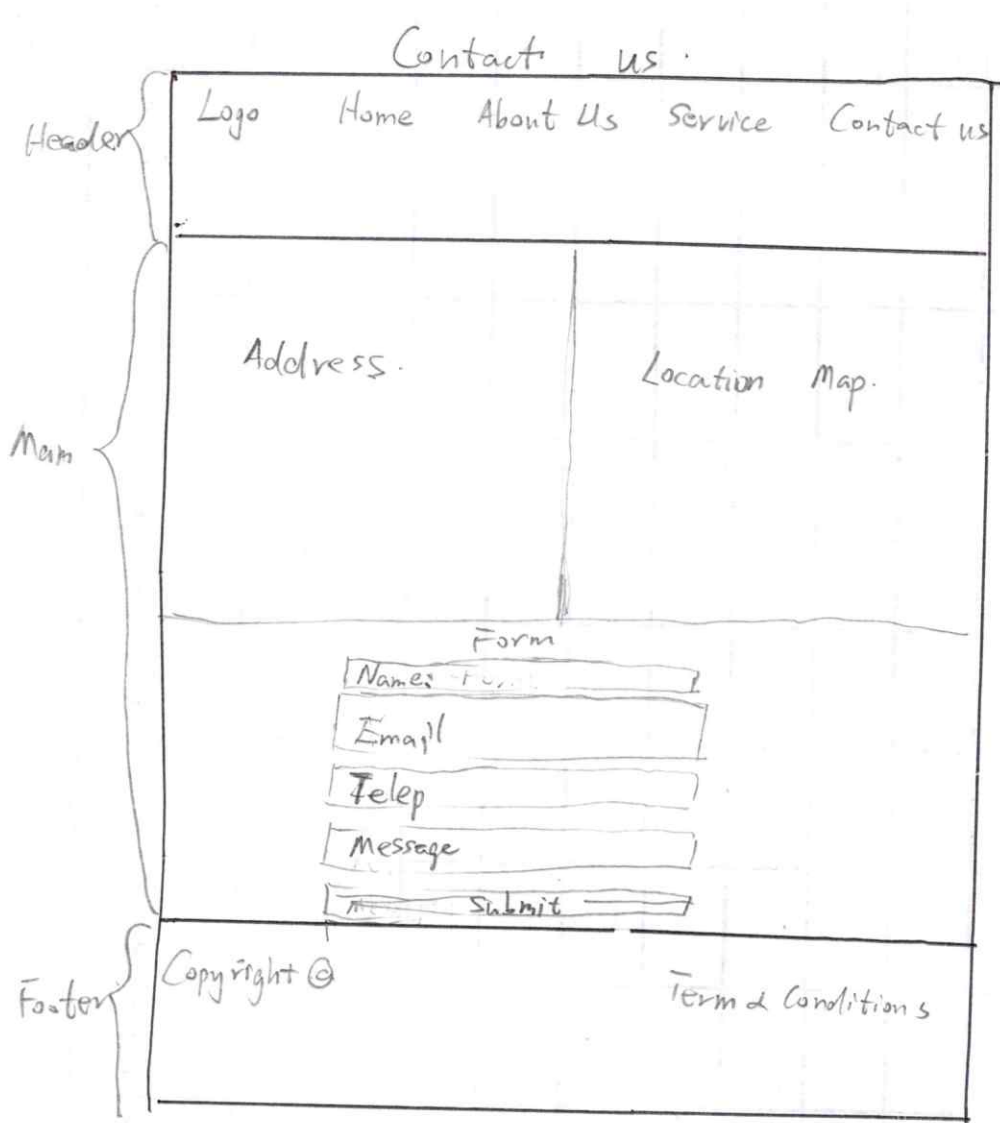 Contact us.
Header
Logo Home About Us Service Contact us
Main
Address.
Location Map.
Form
Name:
Email
Telep
Message
Submit
Footer
Copyright ©
Term & Conditions